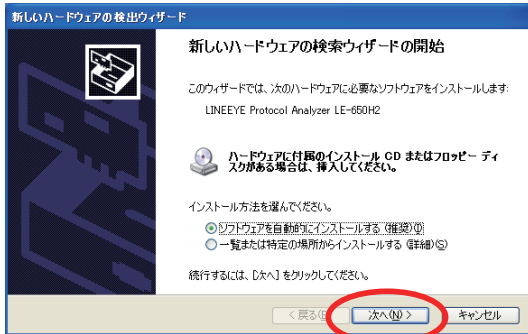 新しいハードウェアの検出ウィザード
新しいハードウェアの検索ウィザードの開始
このウィザードでは、次のハードウェアに必要なソフトウェアをインストールします:
LINEEYE Protocol Analyzer LE-650H2
ハードウェアに付属のインストール CD またはフロッピー ディ
スクがある場合は、挿入してください。
インストール方法を選んでください。
ソフトウェアを自動的にインストールする (推奨)(I)
一覧または特定の場所からインストールする (詳細)(S)
続行するには、[次へ] をクリックしてください。
< 戻る(B) 次へ(N) > キャンセル